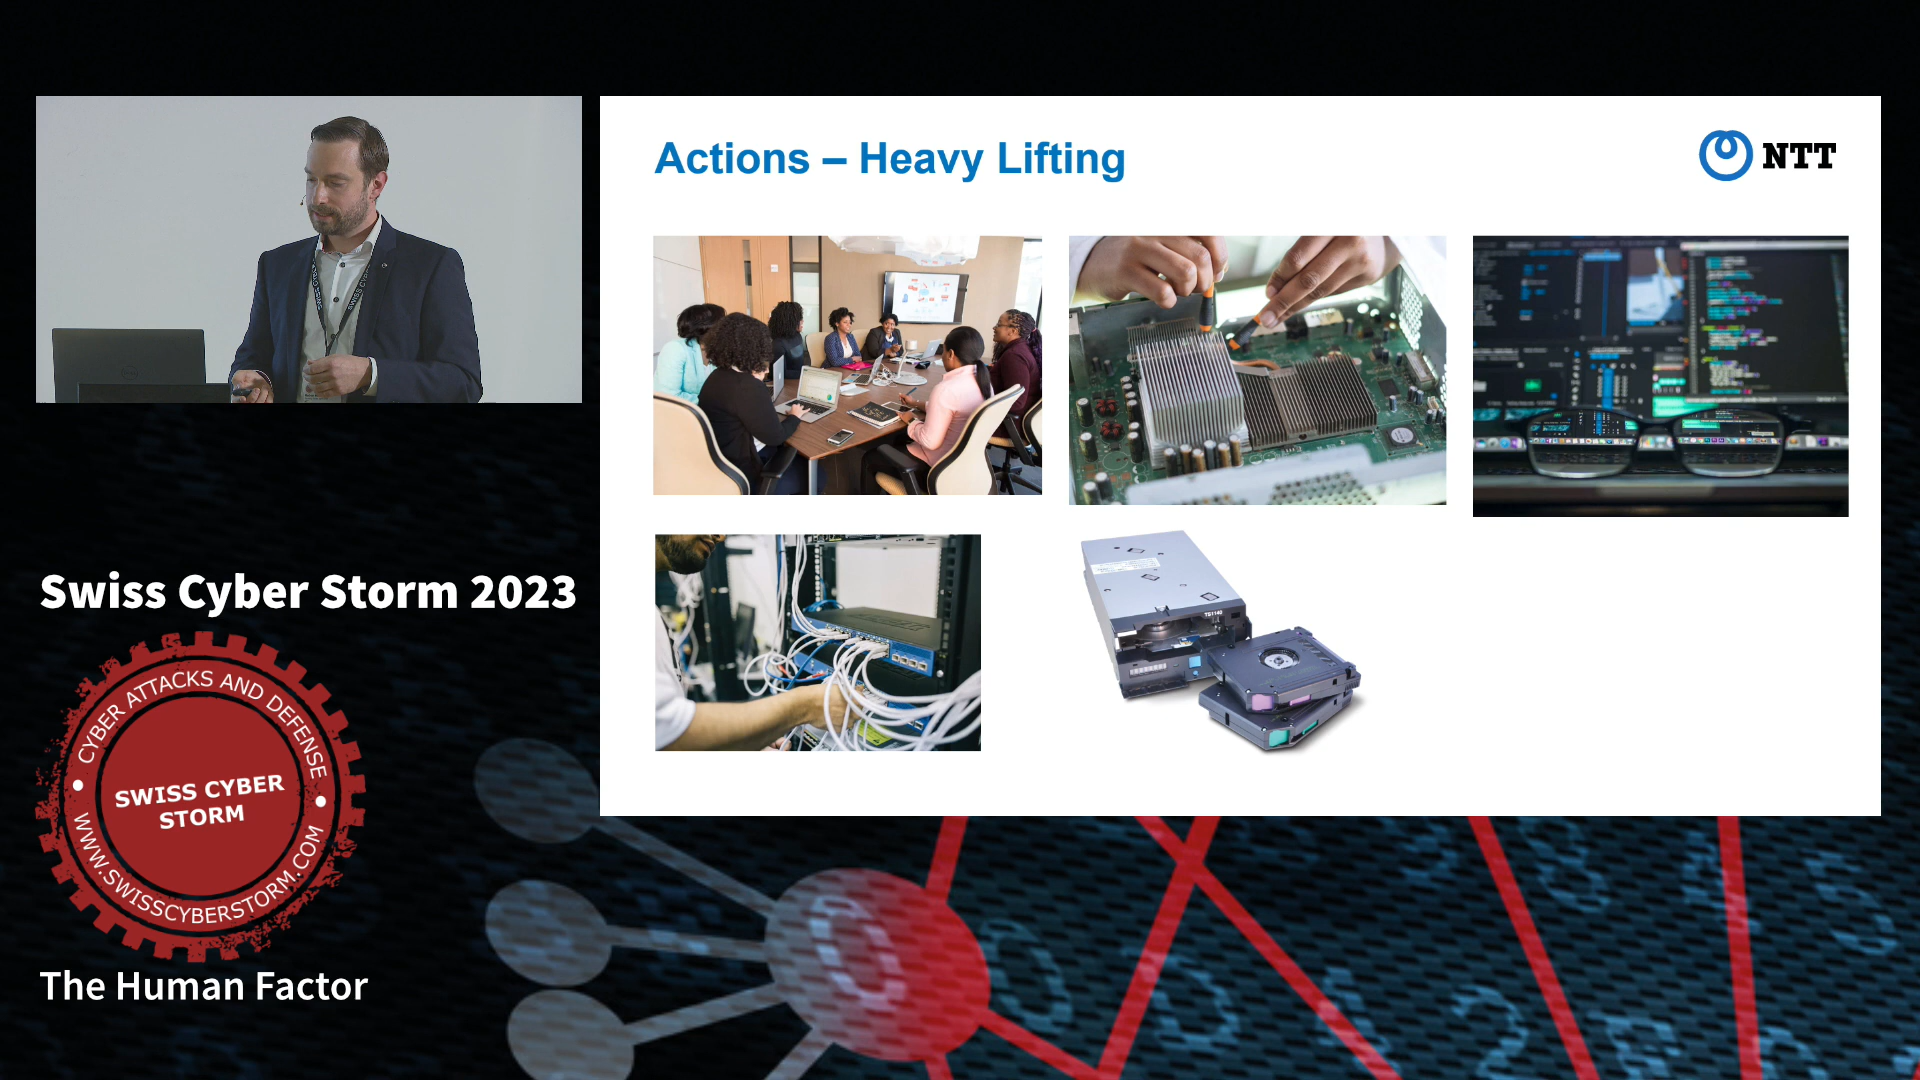 Actions – Heavy Lifting
NTT
TS1140
Swiss Cyber Storm 2023
CYBER ATTACKS AND DEFENSE
SWISS CYBER
STORM
WWW.SWISSCYBERSTORM.COM
The Human Factor